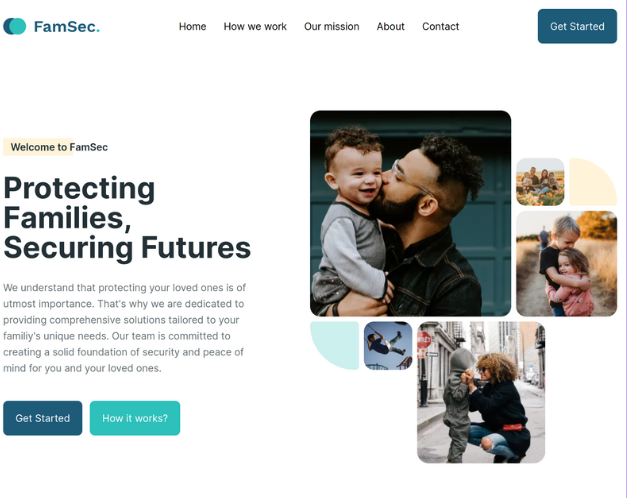 FamSec.
Home How we work Our mission About Contact
Get Started
Welcome to FamSec
Protecting
Families,
Securing Futures
We understand that protecting your loved ones is of
utmost importance. That's why we are dedicated to
providing comprehensive solutions tailored to your
familiy's unique needs. Our team is committed to
creating a solid foundation of security and peace of
mind for you and your loved ones.
Get Started
How it works?
STOP